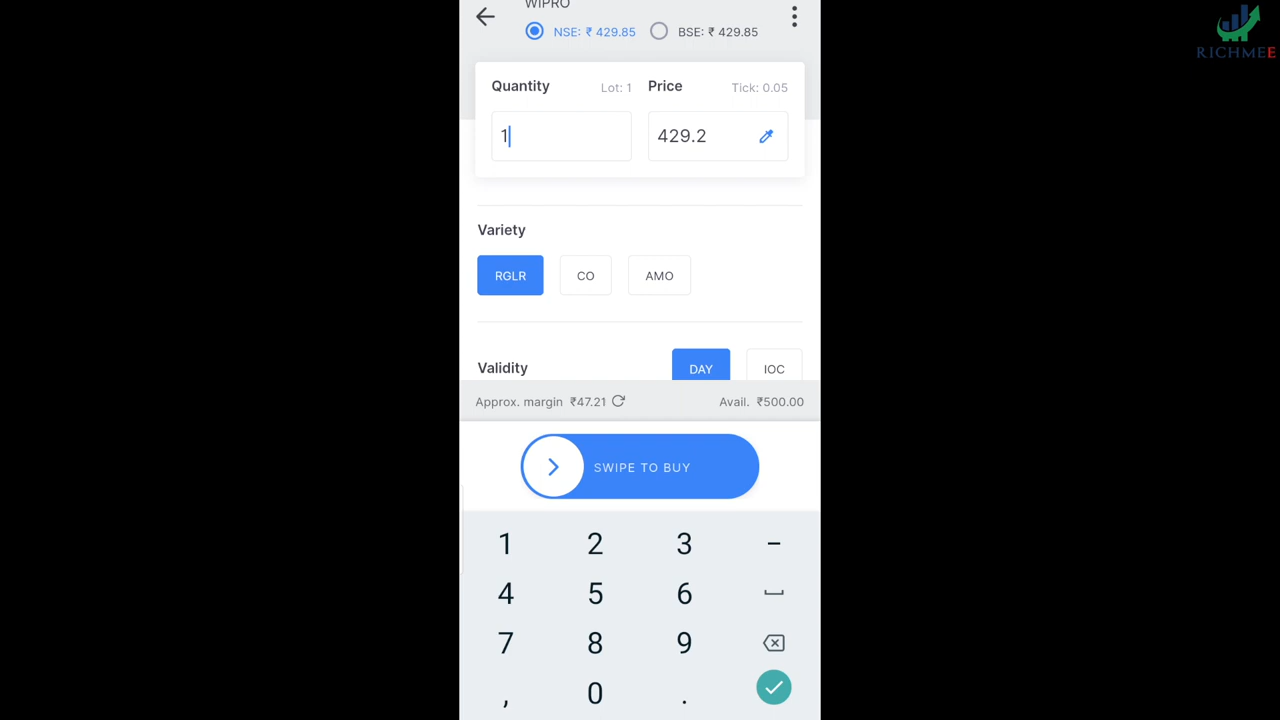 WIPRO
NSE: ₹ 429.85 BSE: ₹ 429.85
RICHMEE
Quantity Lot: 1 Price Tick: 0.05
1 429.2
Variety
RGLR CO AMO
Validity DAY IOC
Approx. margin ₹47.21 Avail. ₹500.00
SWIPE TO BUY
1 2 3 -
4 5 6
7 8 9
, 0 .